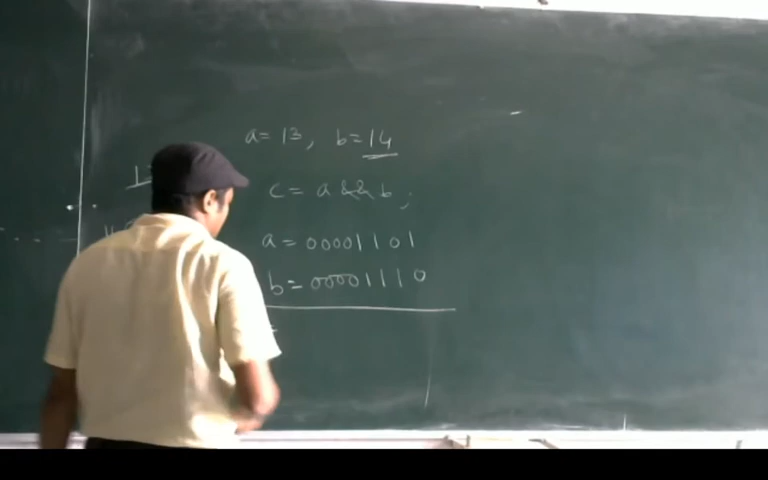 a = 13, b = 14
c = a && b ;
a = 00001101
b = 00001110